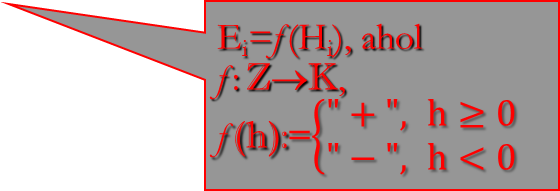 Eᵢ=f(Hᵢ), ahol
f: Z→K,
f(h):={" + ", h ≥ 0
" − ", h < 0